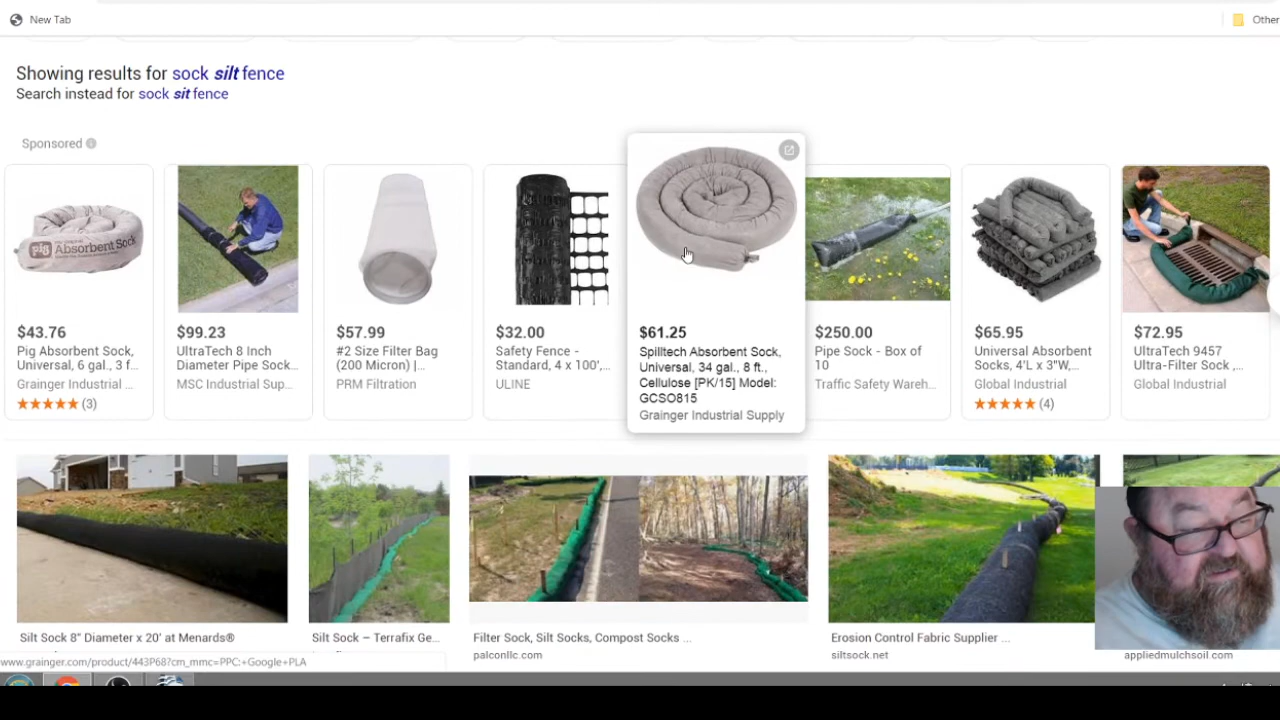 New Tab
Other
Showing results for sock silt fence
Search instead for sock sit fence
Sponsored
pig Absorbent Sock
$43.76
Pig Absorbent Sock,
Universal, 6 gal., 3 f...
Grainger Industrial ...
(3)
$99.23
UltraTech 8 Inch
Diameter Pipe Sock...
MSC Industrial Sup...
$57.99
#2 Size Filter Bag
(200 Micron) |...
PRM Filtration
$32.00
Safety Fence -
Standard, 4 x 100',...
ULINE
$61.25
Spilltech Absorbent Sock,
Universal, 34 gal., 8 ft.,
Cellulose [PK/15] Model:
GCSO815
Grainger Industrial Supply
$250.00
Pipe Sock - Box of
10
Traffic Safety Wareh...
$65.95
Universal Absorbent
Socks, 4'L x 3"W,...
Global Industrial
(4)
$72.95
UltraTech 9457
Ultra-Filter Sock ,...
Global Industrial
Silt Sock 8" Diameter x 20' at Menards®
Silt Sock – Terrafix Ge...
Filter Sock, Silt Socks, Compost Socks ...
palconllc.com
Erosion Control Fabric Supplier ...
siltsock.net
appliedmulchsoil.com
www.grainger.com/product/443P68?cm_mmc=PPC:+Google+PLA